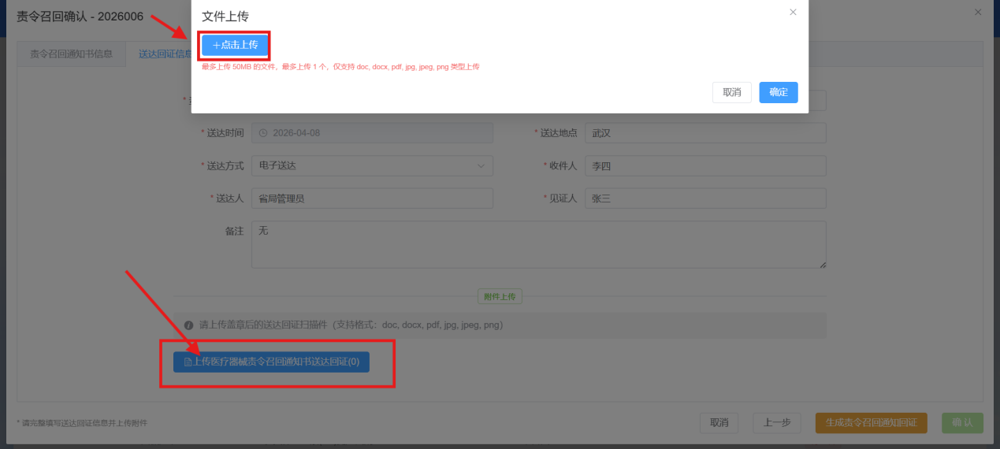 责令召回确认 - 2026006
文件上传
+点击上传
最多上传 50MB 的文件，最多上传 1 个，仅支持 doc, docx, pdf, jpg, jpeg, png 类型上传
取消
确定
责令召回通知书信息
送达回证信息
* 送达时间 2026-04-08
* 送达地点 武汉
* 送达方式 电子送达
* 收件人 李四
* 送达人 省局管理员
* 见证人 张三
备注 无
附件上传
请上传盖章后的送达回证扫描件（支持格式：doc, docx, pdf, jpg, jpeg, png）
上传医疗器械责令召回通知书送达回证(0)
* 请完整填写送达回证信息并上传附件
取消
上一步
生成责令召回通知回证
确 认